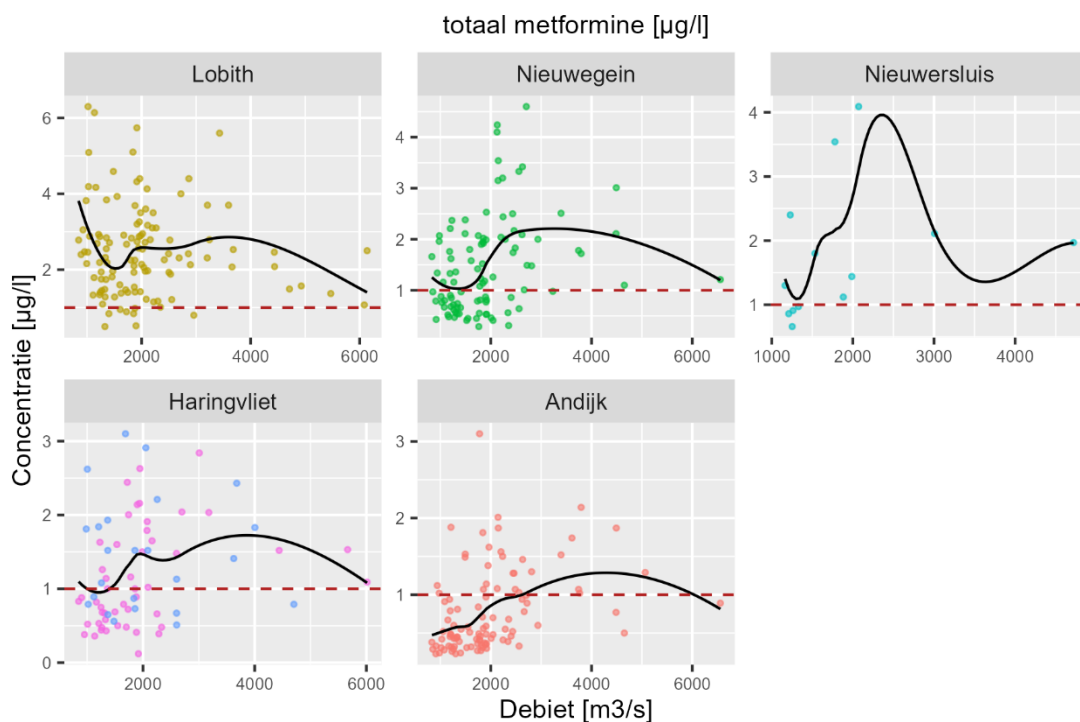 totaal metformine [µg/l]
Lobith
Nieuwegein
Nieuwersluis
6
4
2
4
3
2
1
4
3
2
1
2000 4000 6000
2000 4000 6000
1000 2000 3000 4000
Concentratie [µg/l]
Haringvliet
Andijk
3
2
1
0
3
2
1
2000 4000 6000
2000 4000 6000
Debiet [m3/s]